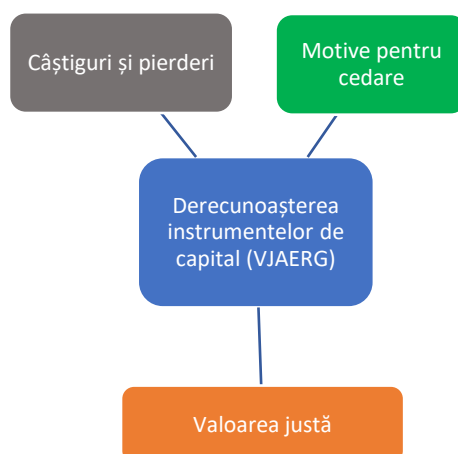 Câștiguri și pierderi
Motive pentru
cedare
Derecunoașterea
instrumentelor de
capital (VJAERG)
Valoarea justă